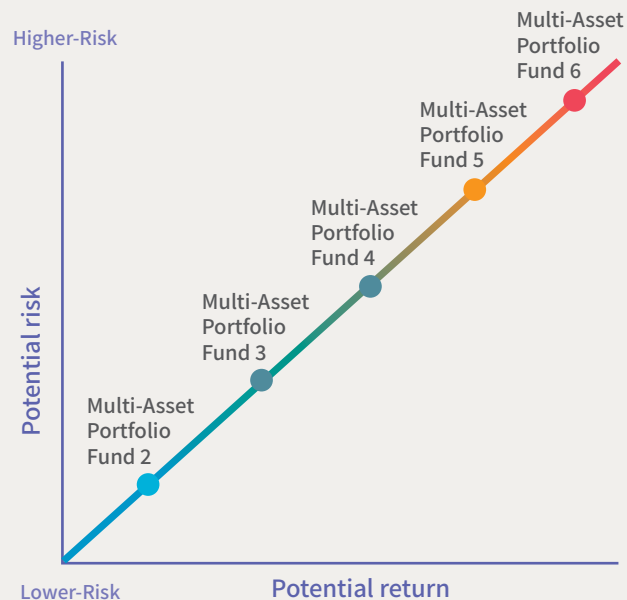 Multi-Asset
Portfolio
Fund 6
Higher-Risk
Multi-Asset
Portfolio
Fund 5
Multi-Asset
Portfolio
Fund 4
Multi-Asset
Portfolio
Fund 3
Multi-Asset
Portfolio
Fund 2
Potential risk
Lower-Risk
Potential return